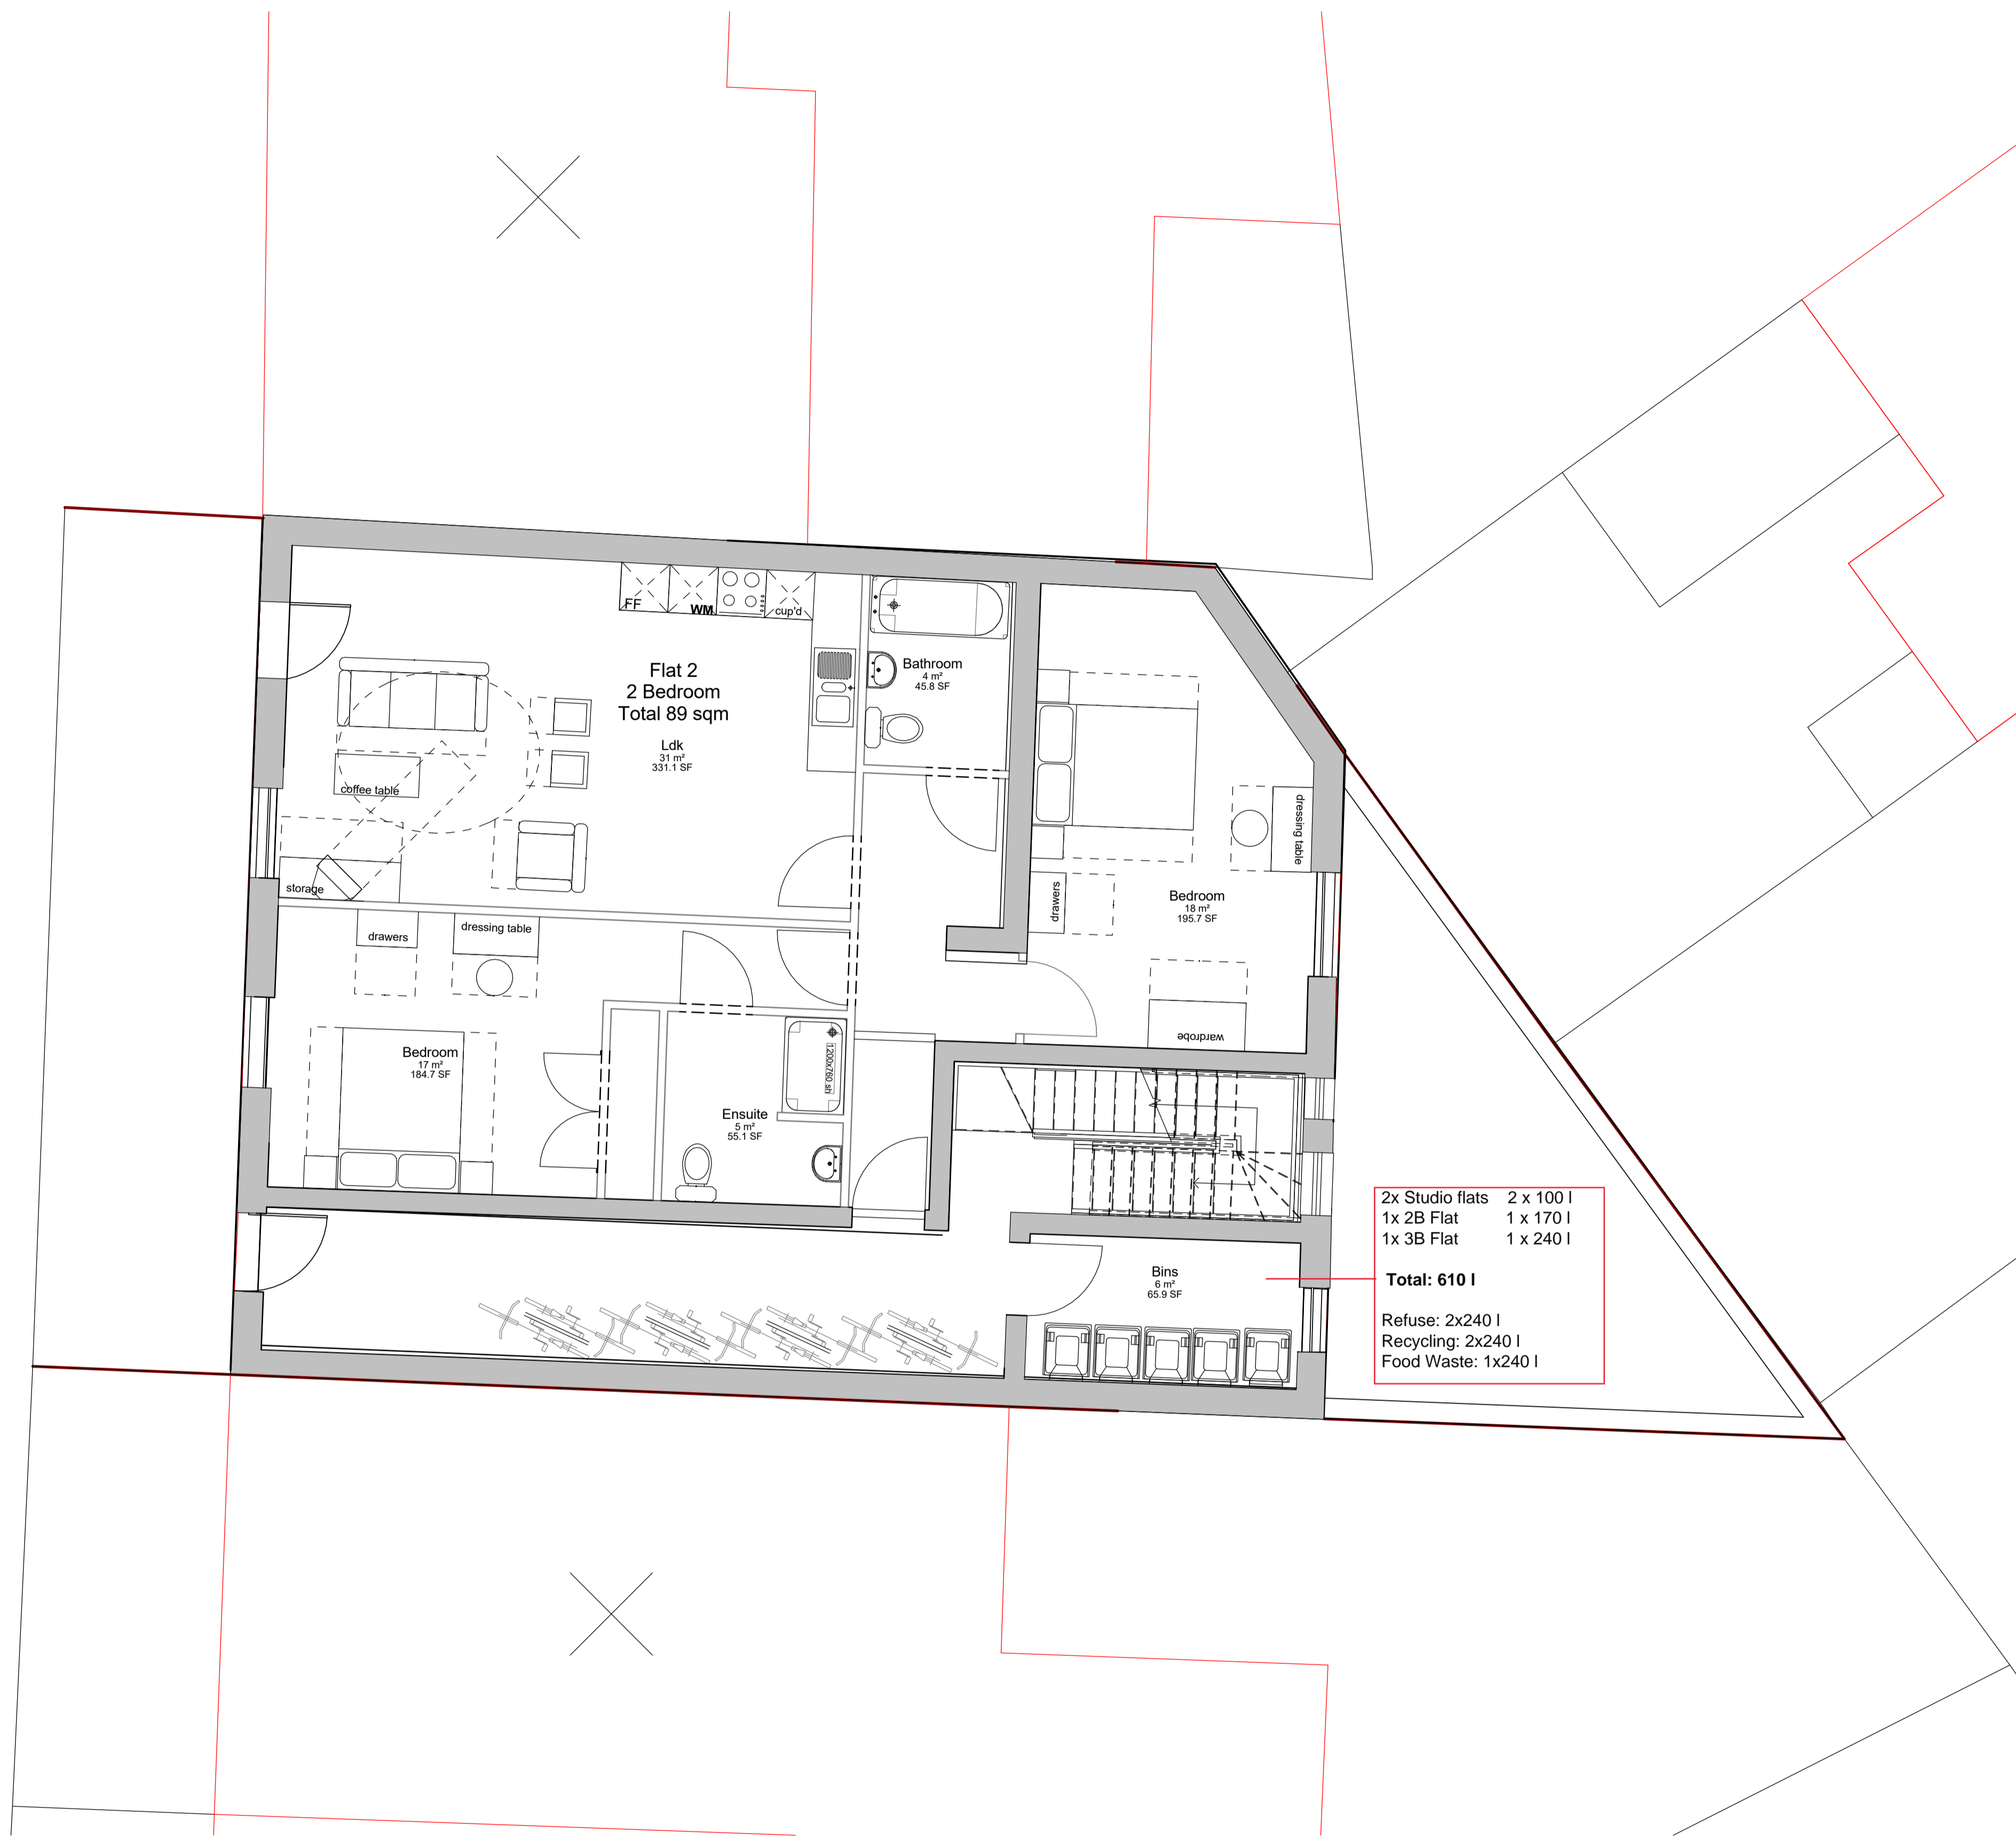 FF
WM
cup'd
Flat 2
2 Bedroom
Total 89 sqm
Ldk
31 m²
331.1 SF
Bathroom
4 m²
45.8 SF
coffee table
storage
dressing table
drawers
Bedroom
18 m²
195.7 SF
wardrobe
drawers
dressing table
Bedroom
17 m²
184.7 SF
1200x760 sh
Ensuite
5 m²
55.1 SF
Bins
6 m²
65.9 SF
2x Studio flats 2 x 100 l
1x 2B Flat 1 x 170 l
1x 3B Flat 1 x 240 l
Total: 610 l
Refuse: 2x240 l
Recycling: 2x240 l
Food Waste: 1x240 l